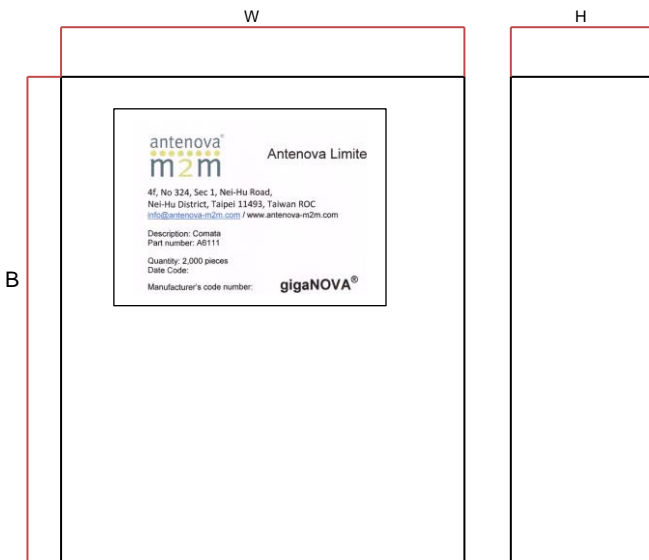 W
H
antenova®
m2m
Antenova Limite
4f, No 324, Sec 1, Nei-Hu Road,
Nei-Hu District, Taipei 11493, Taiwan ROC
info@antenova-m2m.com / www.antenova-m2m.com
Description: Comata
Part number: A6111
Quantity: 2,000 pieces
Date Code:
Manufacturer's code number:
gigaNOVA®
B